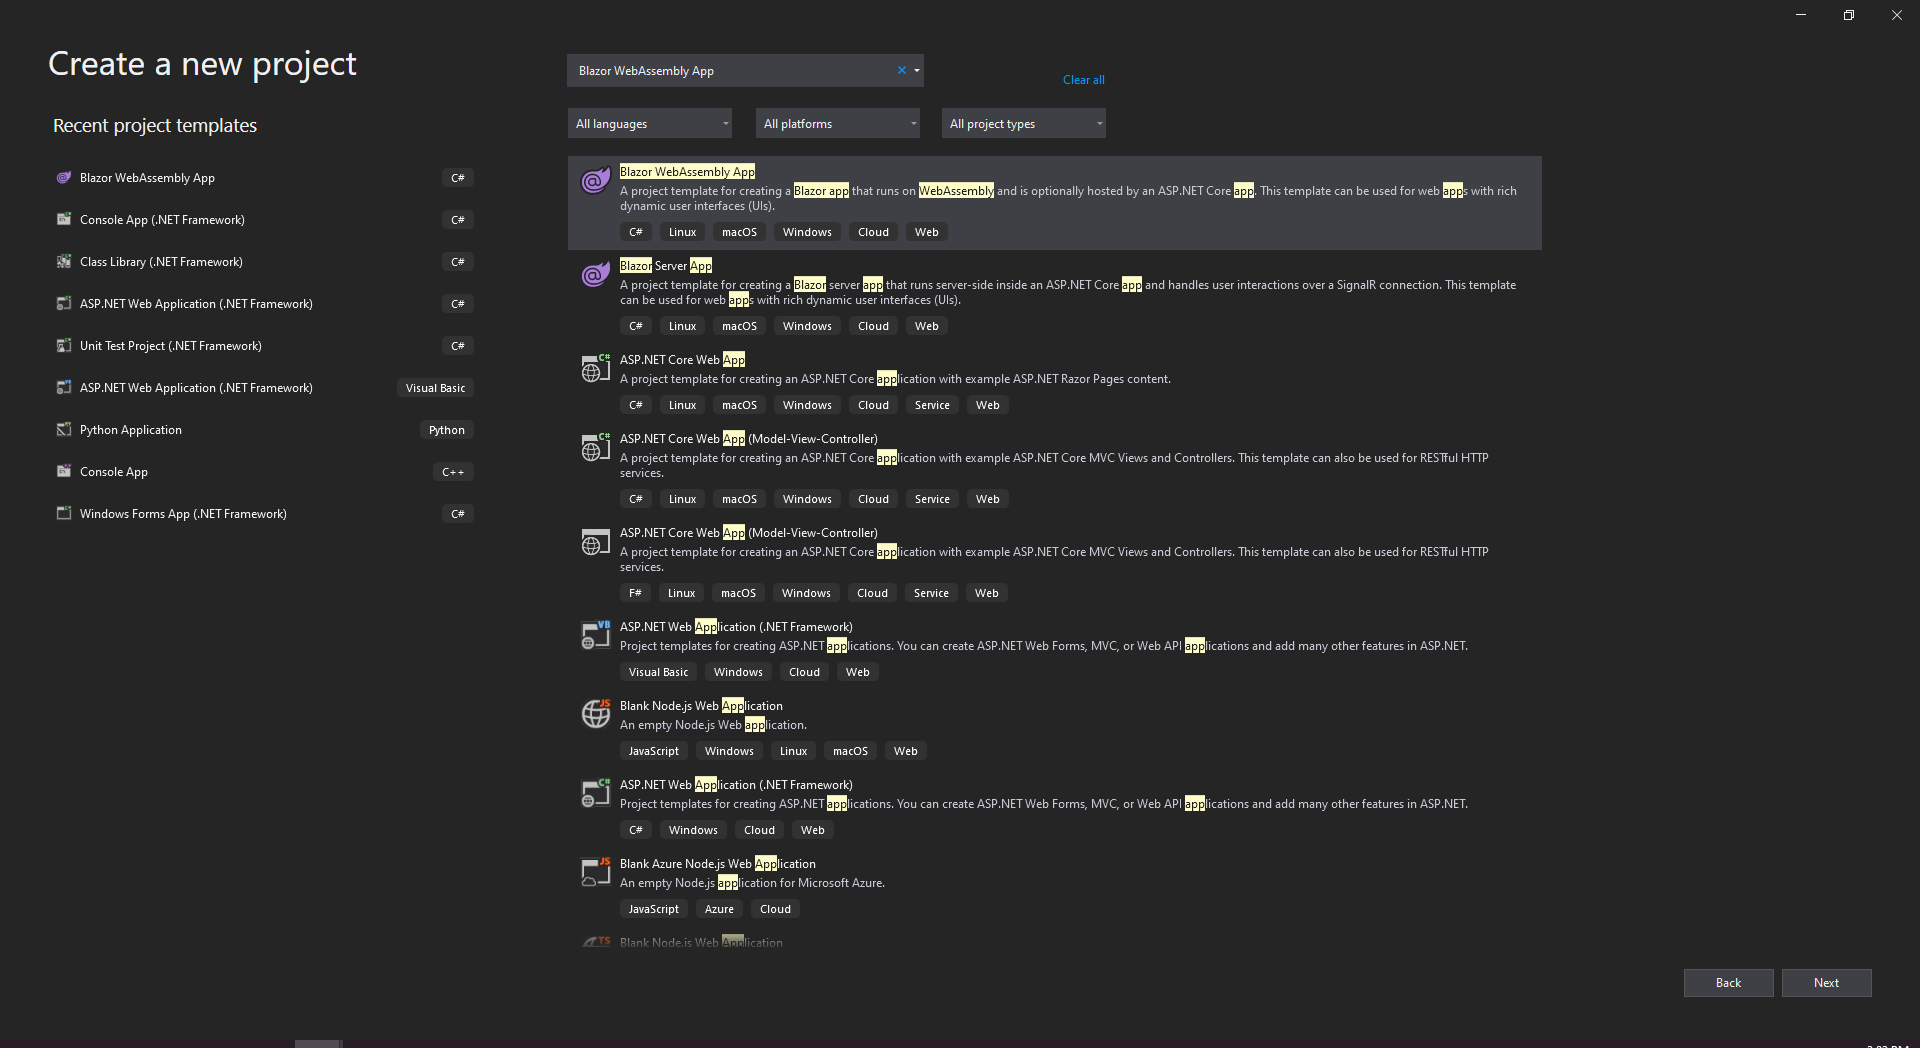 Create a new project
Recent project templates
Blazor WebAssembly App C#
Console App (.NET Framework) C#
Class Library (.NET Framework) C#
ASP.NET Web Application (.NET Framework) C#
Unit Test Project (.NET Framework) C#
ASP.NET Web Application (.NET Framework) Visual Basic
Python Application Python
Console App C++
Windows Forms App (.NET Framework) C#
Blazor WebAssembly App
Clear all
All languages All platforms All project types
Blazor WebAssembly App
A project template for creating a Blazor app that runs on WebAssembly and is optionally hosted by an ASP.NET Core app. This template can be used for web apps with rich
dynamic user interfaces (UIs).
C# Linux macOS Windows Cloud Web
Blazor Server App
A project template for creating a Blazor server app that runs server-side inside an ASP.NET Core app and handles user interactions over a SignalR connection. This template
can be used for web apps with rich dynamic user interfaces (UIs).
C# Linux macOS Windows Cloud Web
C#
ASP.NET Core Web App
A project template for creating an ASP.NET Core application with example ASP.NET Razor Pages content.
C# Linux macOS Windows Cloud Service Web
C#
ASP.NET Core Web App (Model-View-Controller)
A project template for creating an ASP.NET Core application with example ASP.NET Core MVC Views and Controllers. This template can also be used for RESTful HTTP
services.
C# Linux macOS Windows Cloud Service Web
ASP.NET Core Web App (Model-View-Controller)
A project template for creating an ASP.NET Core application with example ASP.NET Core MVC Views and Controllers. This template can also be used for RESTful HTTP
services.
F# Linux macOS Windows Cloud Service Web
VB
ASP.NET Web Application (.NET Framework)
Project templates for creating ASP.NET applications. You can create ASP.NET Web Forms, MVC, or Web API applications and add many other features in ASP.NET.
Visual Basic Windows Cloud Web
JS
Blank Node.js Web Application
An empty Node.js Web application.
JavaScript Windows Linux macOS Web
C#
ASP.NET Web Application (.NET Framework)
Project templates for creating ASP.NET applications. You can create ASP.NET Web Forms, MVC, or Web API applications and add many other features in ASP.NET.
C# Windows Cloud Web
JS
Blank Azure Node.js Web Application
An empty Node.js application for Microsoft Azure.
JavaScript Azure Cloud
TS
Blank Node.js Web Application
Back Next